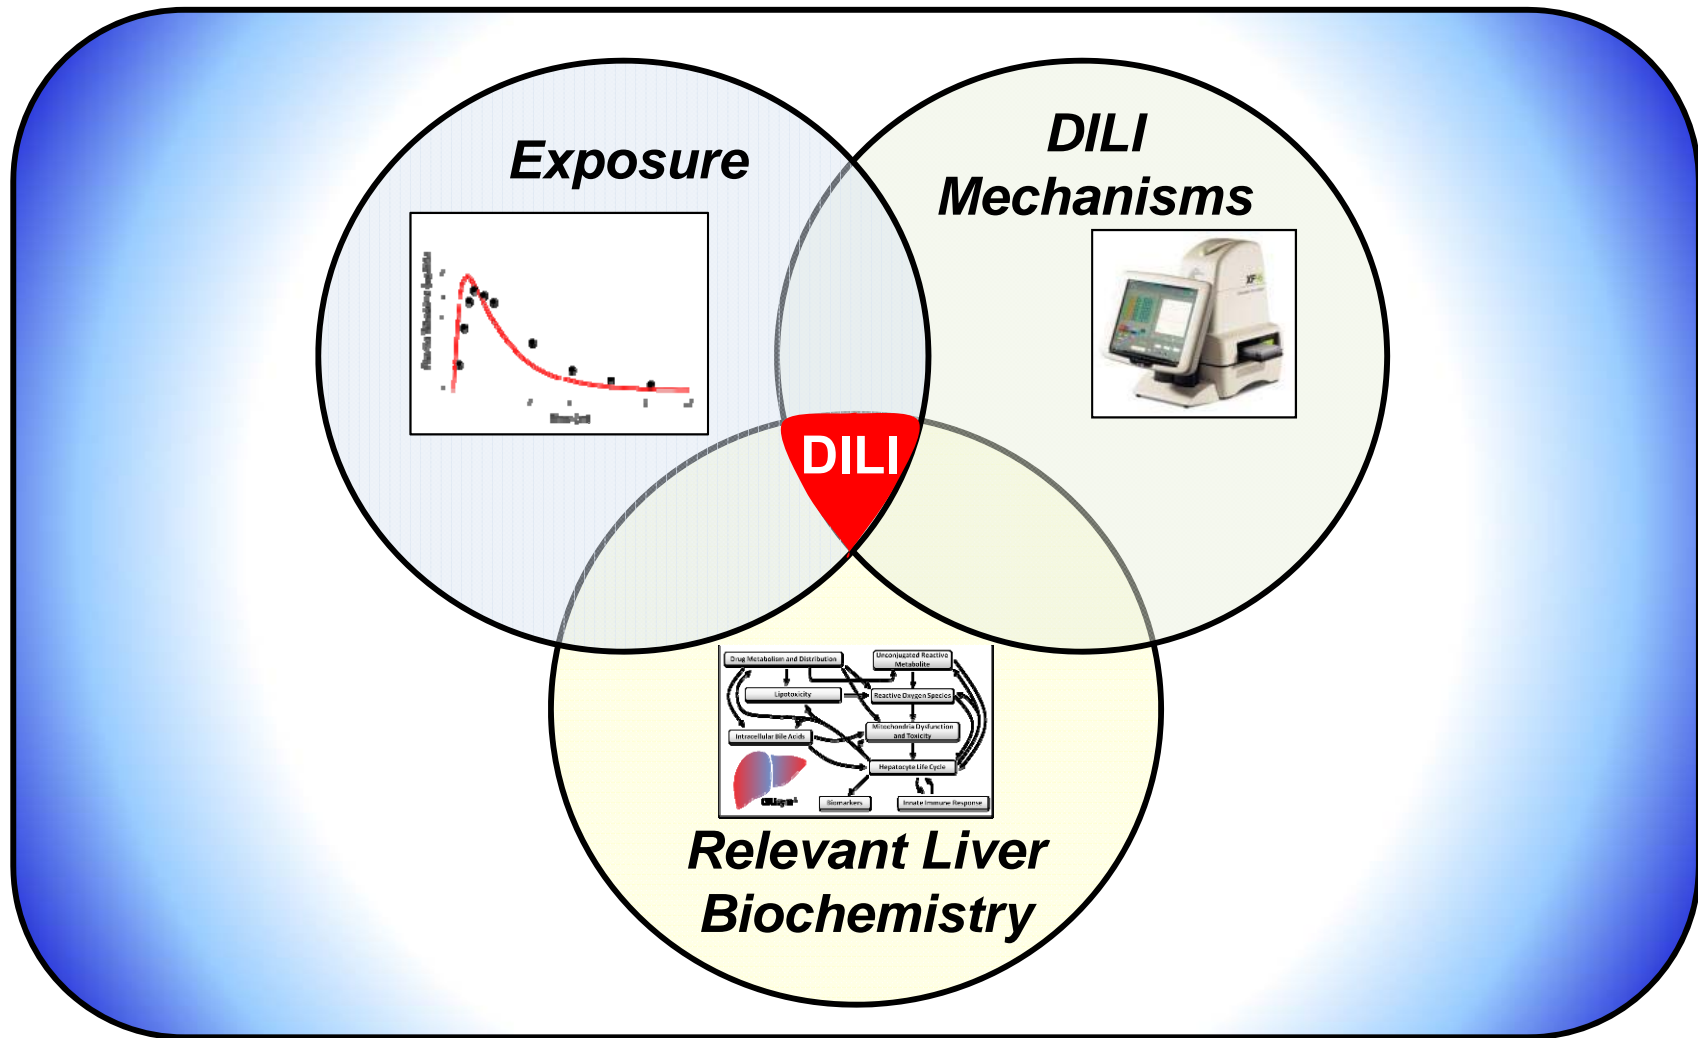 Exposure
DILI
Mechanisms
DILI
Drug Metabolism and Distribution
Unconjugated Reactive
Metabolite
Lipotoxicity
Reactive Oxygen Species
Mitochondria Dysfunction
and Toxicity
Intracellular Bile Acids
Hepatocyte Life Cycle
Biomarkers
Innate Immune Response
Relevant Liver
Biochemistry